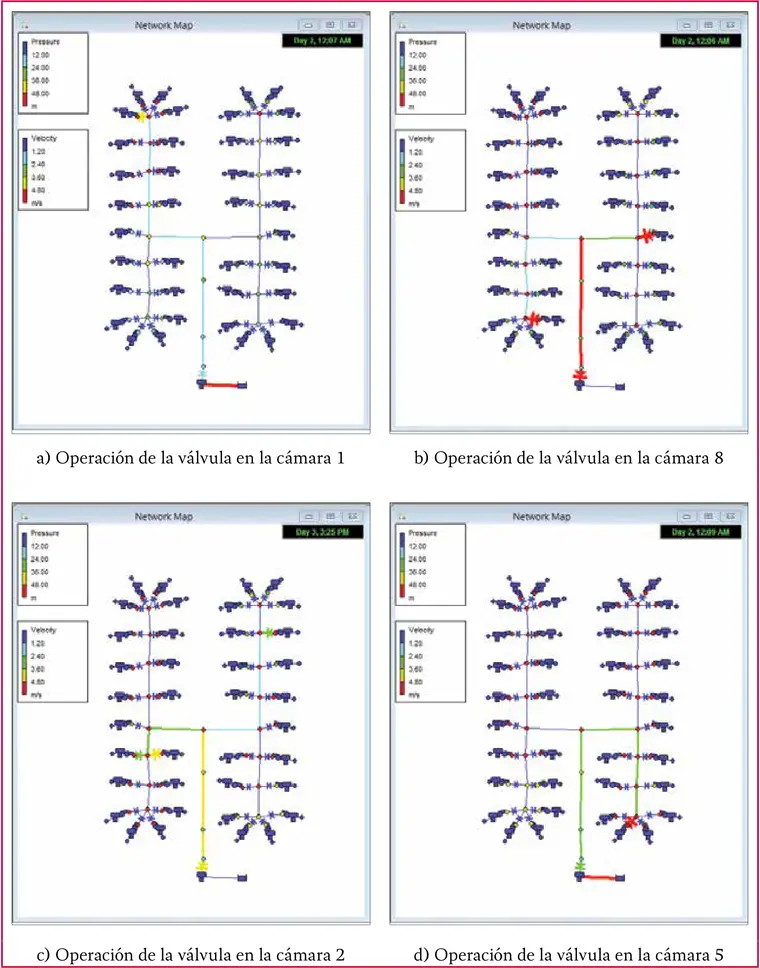 Network Map
Day 2, 12:07 AM
Pressure
12.00
24.00
36.00
48.00
m
Velocity
1.20
2.40
3.60
4.80
m/s
a) Operación de la válvula en la cámara 1
Network Map
Day 2, 12:06 AM
Pressure
12.00
24.00
36.00
48.00
m
Velocity
1.20
2.40
3.60
4.80
m/s
b) Operación de la válvula en la cámara 8
Network Map
Day 3, 3:25 PM
Pressure
12.00
24.00
36.00
48.00
m
Velocity
1.20
2.40
3.60
4.80
m/s
c) Operación de la válvula en la cámara 2
Network Map
Day 2, 12:09 AM
Pressure
12.00
24.00
36.00
48.00
m
Velocity
1.20
2.40
3.60
4.80
m/s
d) Operación de la válvula en la cámara 5